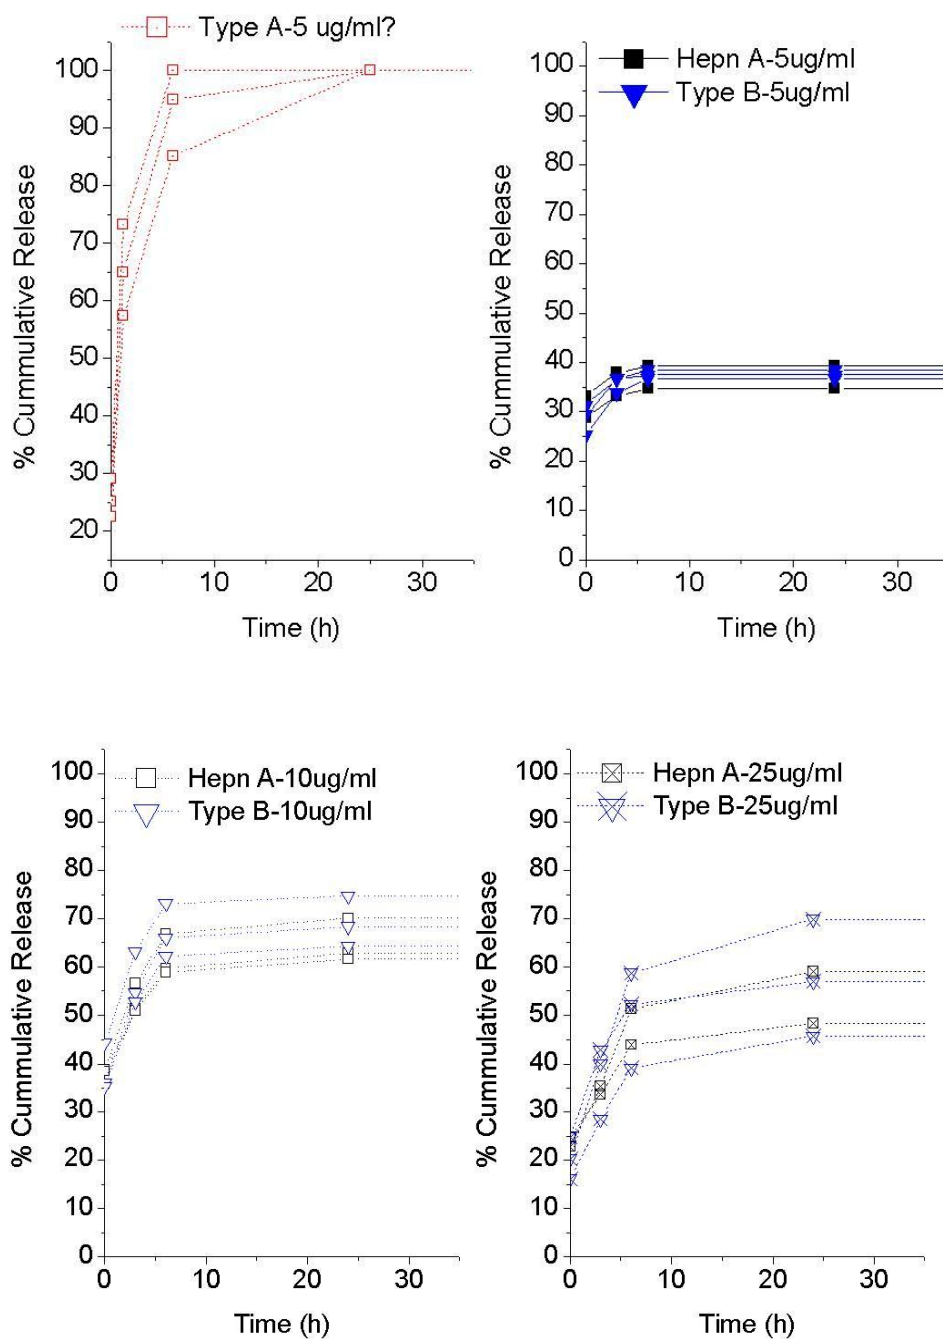 Type A-5 ug/ml?
% Cummulative Release
100
90
80
70
60
50
40
30
20
0 10 20 30
Time (h)
Hepn A-5ug/ml
Type B-5ug/ml
% Cummulative Release
100
90
80
70
60
50
40
30
20
10
0
0 10 20 30
Time (h)
Hepn A-10ug/ml
Type B-10ug/ml
% Cummulative Release
100
90
80
70
60
50
40
30
20
10
0
0 10 20 30
Time (h)
Hepn A-25ug/ml
Type B-25ug/ml
% Cummulative Release
100
90
80
70
60
50
40
30
20
10
0
0 10 20 30
Time (h)